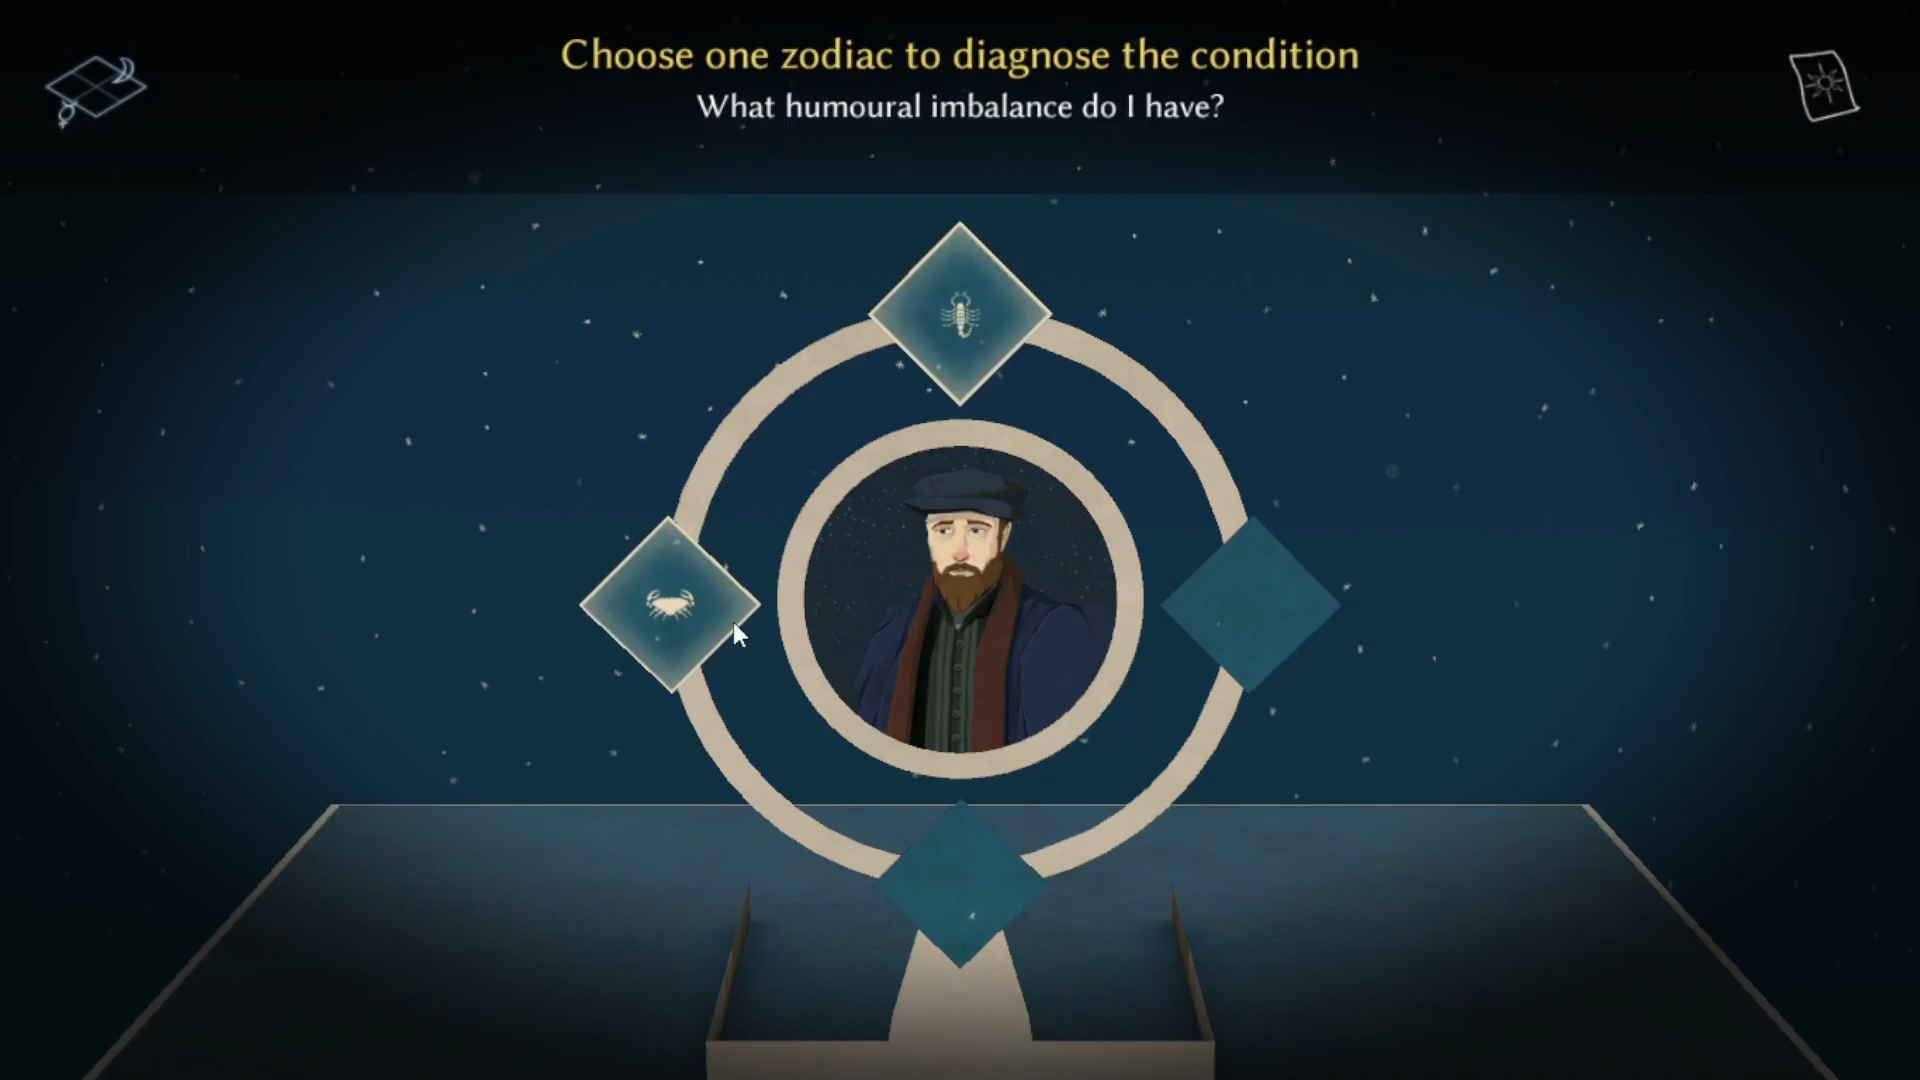 Choose one zodiac to diagnose the condition
What humoural imbalance do I have?